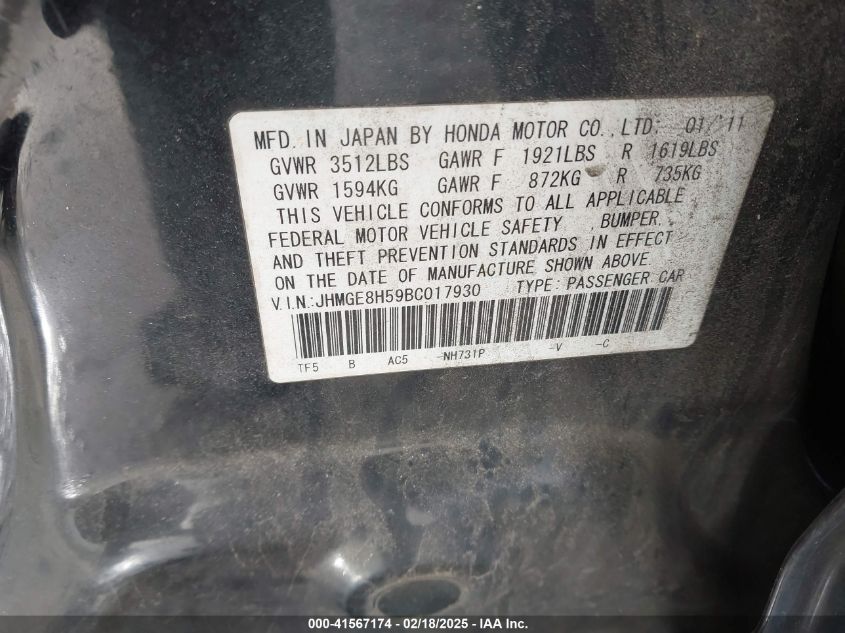 MFD. IN JAPAN BY HONDA MOTOR CO., LTD: 01/'11
GVWR 3512LBS GAWR F 1921LBS R 1619LBS
GVWR 1594KG GAWR F 872KG R 735KG
THIS VEHICLE CONFORMS TO ALL APPLICABLE
FEDERAL MOTOR VEHICLE SAFETY , BUMPER,
AND THEFT PREVENTION STANDARDS IN EFFECT
ON THE DATE OF MANUFACTURE SHOWN ABOVE.
V.I.N.:JHMGE8H59BC017930 TYPE: PASSENGER CAR
TF5 B AC5 -NH731P -V -C
000-41567174 — 02/18/2025 — IAA Inc.